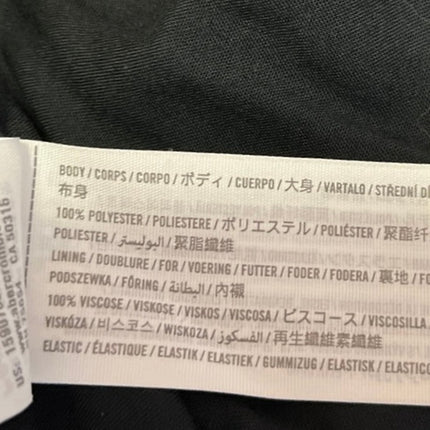 BODY / CORPS / CORPO / ボディ / CUERPO / 大身 / VARTALO / STŘEDNÍ
布身
100% POLYESTER / POLIESTERE / ポリエステル / POLIÉSTER / 聚酯纤
POLIESTER / البوليستر / 聚脂纖維
LINING / DOUBLURE / FOR / VOERING / FUTTER / FODER / FODERA / 裏地 /
PODSZEWKA / FÔRING / البطانة / 內襯
100% VISCOSE / VISKOSE / VISKOS / VISCOSA / ビスコース / VISCOSILLA /
VISKÓZA / 비스코스 / WISKOZA / الفسكوز / 再生纖維素纖維
ELASTIC / ÉLASTIQUE / ELASTIK / ELASTIEK / GUMMIZUG / ELASTISK / ELASTICO